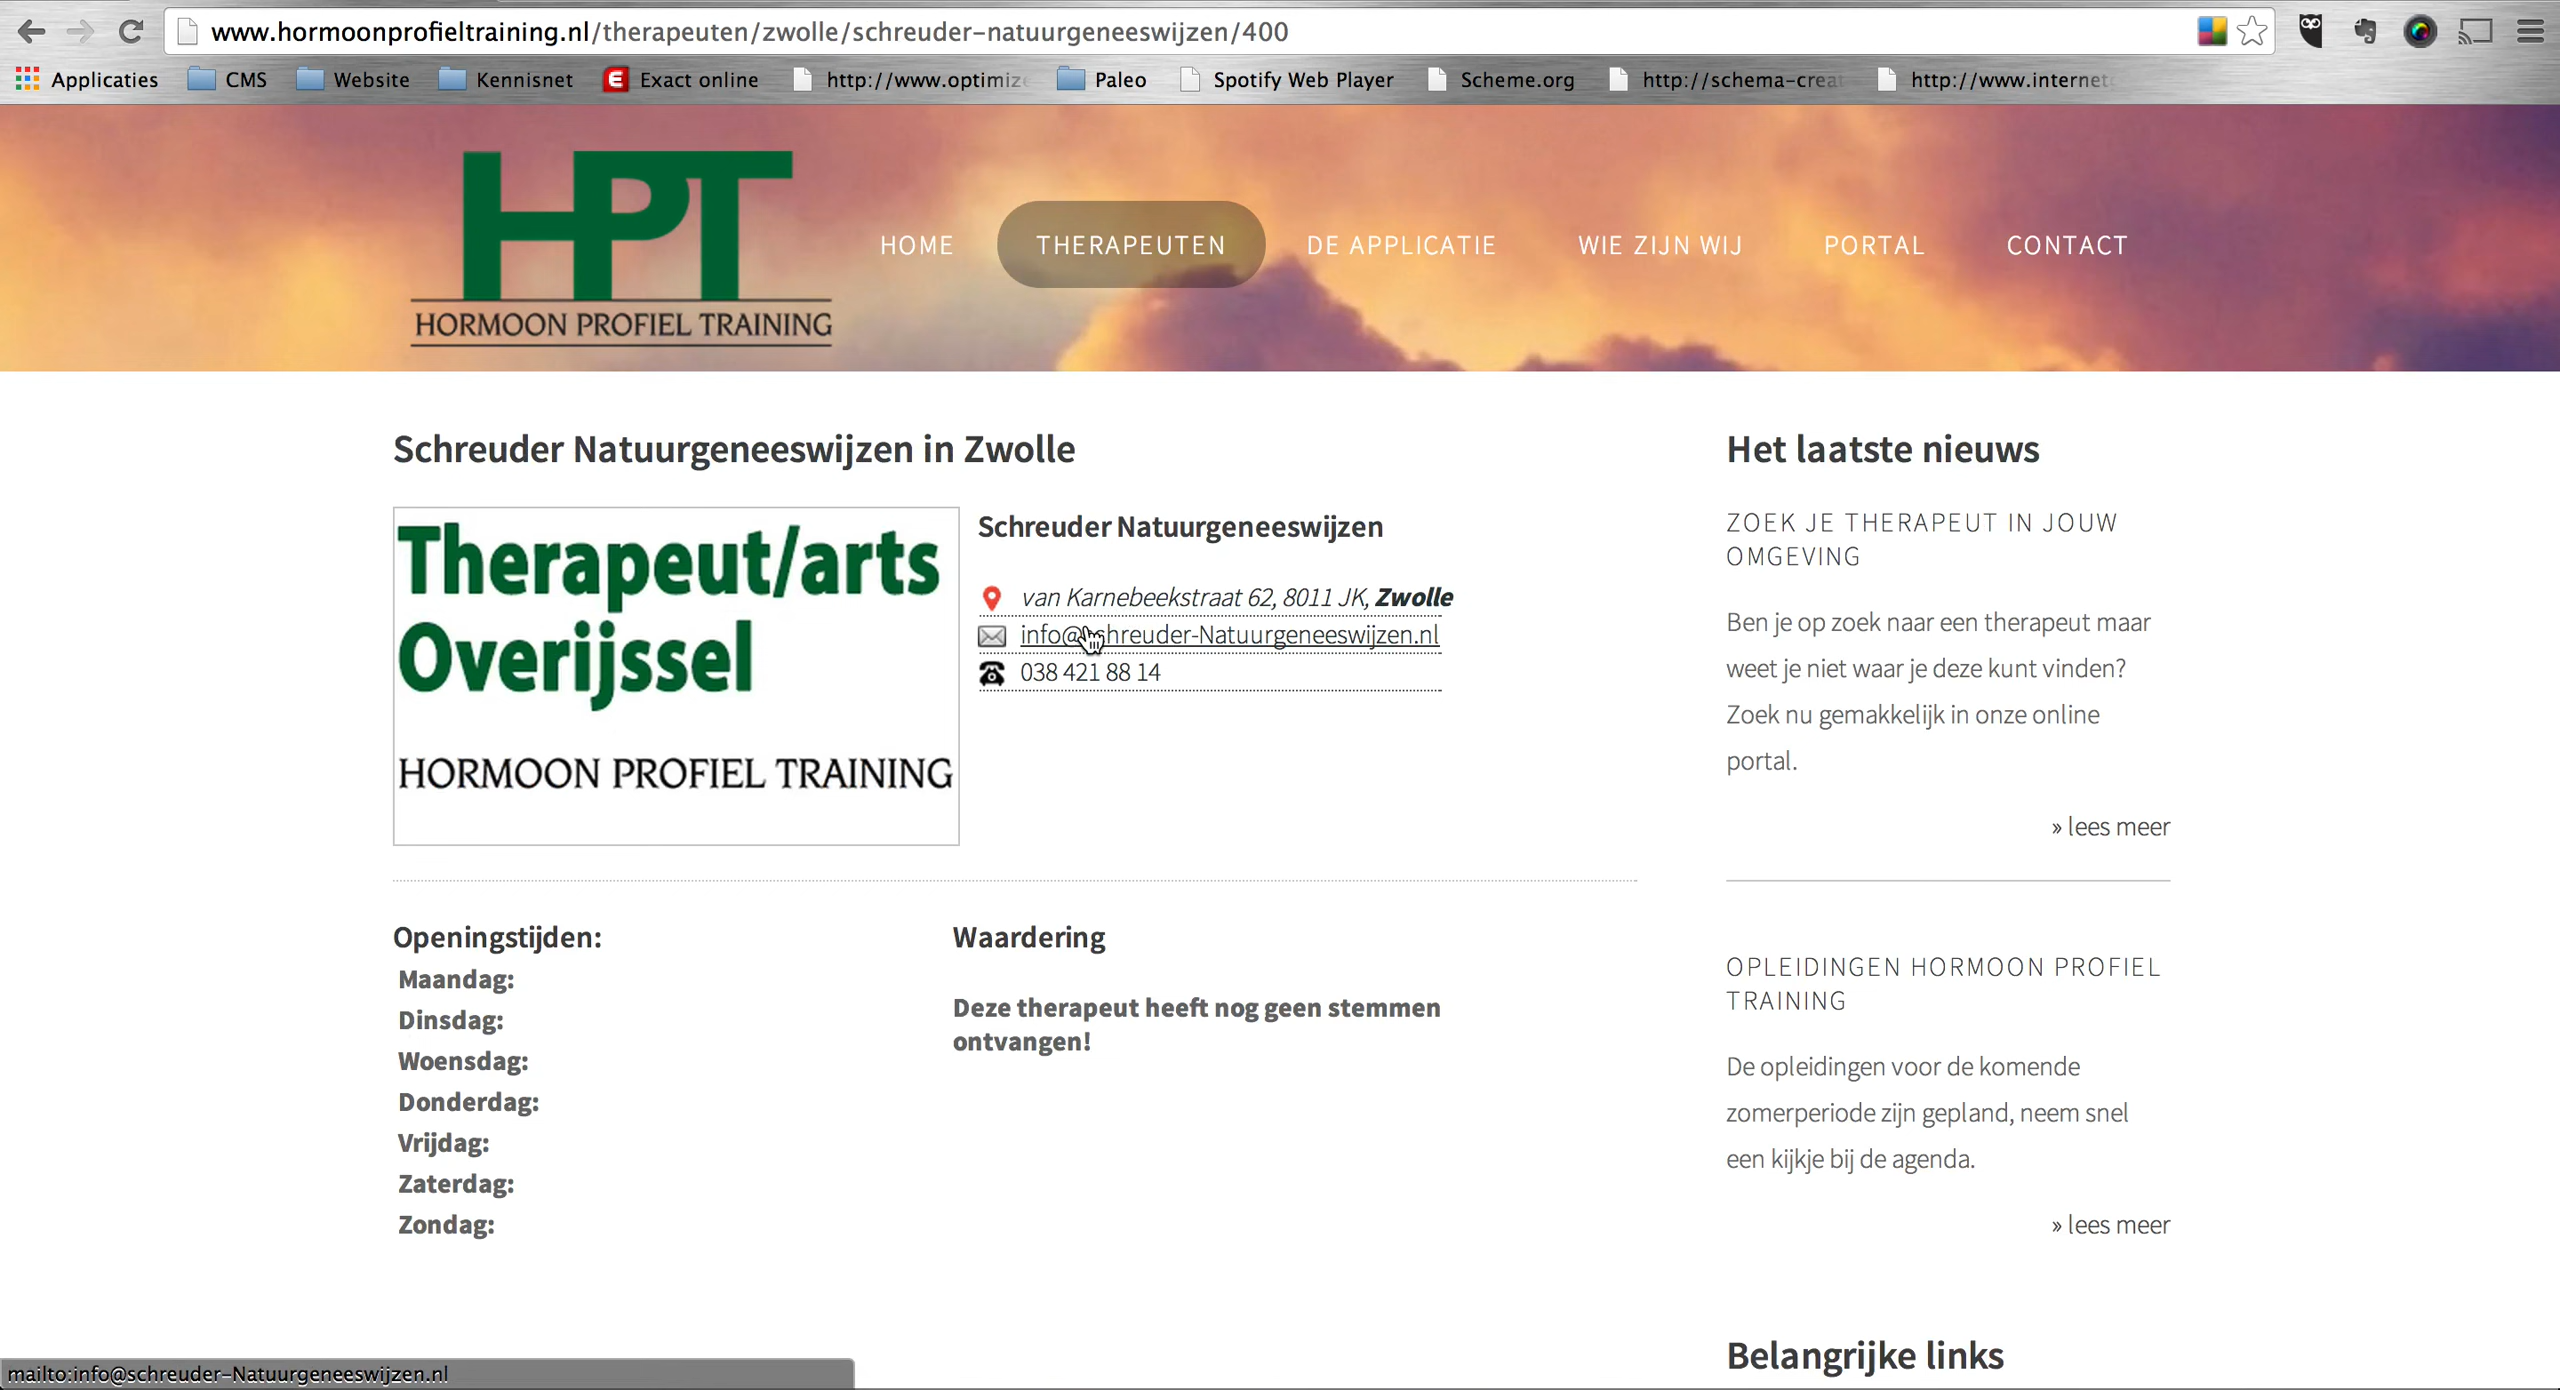 www.hormoonprofieltraining.nl/therapeuten/zwolle/schreuder-natuurgeneeswijzen/400
Applicaties CMS Website Kennisnet Exact online http://www.optimize Paleo Spotify Web Player Scheme.org http://schema-crea http://www.internet
HPT
HORMOON PROFIEL TRAINING
HOME THERAPEUTEN DE APPLICATIE WIE ZIJN WIJ PORTAL CONTACT
Schreuder Natuurgeneeswijzen in Zwolle
Therapeut/arts
Overijssel
HORMOON PROFIEL TRAINING
Schreuder Natuurgeneeswijzen
van Karnebeekstraat 62, 8011 JK, Zwolle
info@schreuder-Natuurgeneeswijzen.nl
038 421 88 14
Openingstijden:
Maandag:
Dinsdag:
Woensdag:
Donderdag:
Vrijdag:
Zaterdag:
Zondag:
Waardering
Deze therapeut heeft nog geen stemmen
ontvangen!
Het laatste nieuws
ZOEK JE THERAPEUT IN JOUW
OMGEVING
Ben je op zoek naar een therapeut maar
weet je niet waar je deze kunt vinden?
Zoek nu gemakkelijk in onze online
portal.
» lees meer
OPLEIDINGEN HORMOON PROFIEL
TRAINING
De opleidingen voor de komende
zomerperiode zijn gepland, neem snel
een kijkje bij de agenda.
» lees meer
Belangrijke links
mailto:info@schreuder-Natuurgeneeswijzen.nl